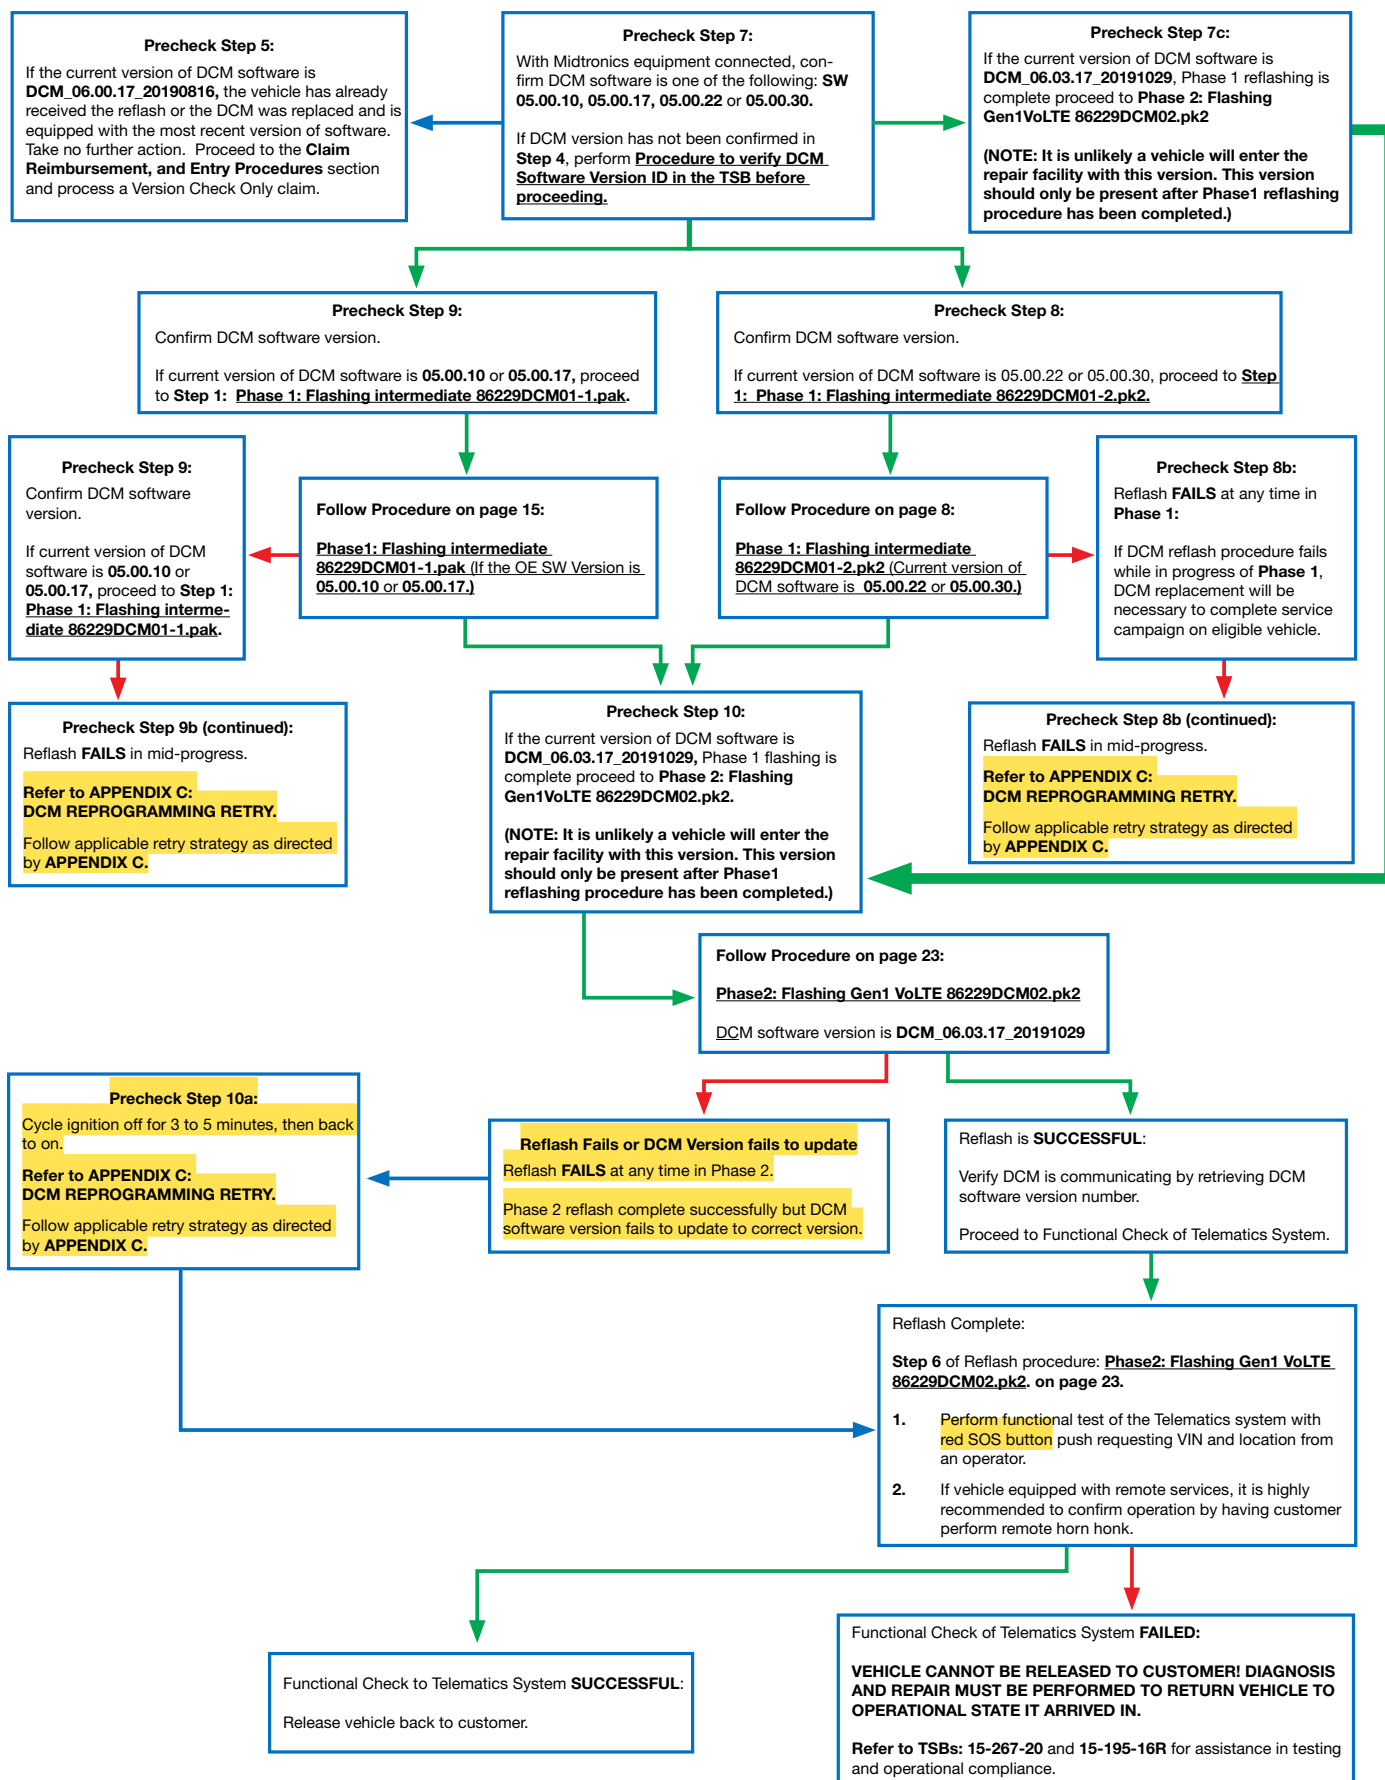 Precheck Step 5:
If the current version of DCM software is
DCM_06.00.17_20190816, the vehicle has already
received the reflash or the DCM was replaced and is
equipped with the most recent version of software.
Take no further action.  Proceed to the Claim
Reimbursement, and Entry Procedures section
and process a Version Check Only claim.
Precheck Step 7:
With Midtronics equipment connected, con-
firm DCM software is one of the following: SW
05.00.10, 05.00.17, 05.00.22 or 05.00.30.
If DCM version has not been confirmed in
Step 4, perform Procedure to verify DCM
Software Version ID in the TSB before
proceeding.
Precheck Step 7c:
If the current version of DCM software is
DCM_06.03.17_20191029, Phase 1 reflashing is
complete proceed to Phase 2: Flashing
Gen1VoLTE 86229DCM02.pk2
(NOTE: It is unlikely a vehicle will enter the
repair facility with this version. This version
should only be present after Phase1 reflashing
procedure has been completed.)
Precheck Step 9:
Confirm DCM software version.
If current version of DCM software is 05.00.10 or 05.00.17, proceed
to Step 1:  Phase 1: Flashing intermediate 86229DCM01-1.pak.
Precheck Step 8:
Confirm DCM software version.
If current version of DCM software is 05.00.22 or 05.00.30, proceed to Step
1:  Phase 1: Flashing intermediate 86229DCM01-2.pk2.
Precheck Step 9:
Confirm DCM software
version.
If current version of DCM
software is 05.00.10 or
05.00.17, proceed to Step 1:
Phase 1: Flashing interme-
diate 86229DCM01-1.pak.
Follow Procedure on page 15:
Phase1: Flashing intermediate
86229DCM01-1.pak (If the OE SW Version is
05.00.10 or 05.00.17.)
Follow Procedure on page 8:
Phase 1: Flashing intermediate
86229DCM01-2.pk2 (Current version of
DCM software is  05.00.22 or 05.00.30.)
Precheck Step 8b:
Reflash FAILS at any time in
Phase 1:
If DCM reflash procedure fails
while in progress of Phase 1,
DCM replacement will be
necessary to complete service
campaign on eligible vehicle.
Precheck Step 9b (continued):
Reflash FAILS in mid-progress.
Refer to APPENDIX C:
DCM REPROGRAMMING RETRY.
Follow applicable retry strategy as directed
by APPENDIX C.
Precheck Step 10:
If the current version of DCM software is
DCM_06.03.17_20191029, Phase 1 flashing is
complete proceed to Phase 2: Flashing
Gen1VoLTE 86229DCM02.pk2.
(NOTE: It is unlikely a vehicle will enter the
repair facility with this version. This version
should only be present after Phase1
reflashing procedure has been completed.)
Precheck Step 8b (continued):
Reflash FAILS in mid-progress.
Refer to APPENDIX C:
DCM REPROGRAMMING RETRY.
Follow applicable retry strategy as directed
by APPENDIX C.
Follow Procedure on page 23:
Phase2: Flashing Gen1 VoLTE 86229DCM02.pk2
DCM software version is DCM_06.03.17_20191029
Precheck Step 10a:
Cycle ignition off for 3 to 5 minutes, then back
to on.
Refer to APPENDIX C:
DCM REPROGRAMMING RETRY.
Follow applicable retry strategy as directed
by APPENDIX C.
Reflash Fails or DCM Version fails to update
Reflash FAILS at any time in Phase 2.
Phase 2 reflash complete successfully but DCM
software version fails to update to correct version.
Reflash is SUCCESSFUL:
Verify DCM is communicating by retrieving DCM
software version number.
Proceed to Functional Check of Telematics System.
Reflash Complete:
Step 6 of Reflash procedure: Phase2: Flashing Gen1 VoLTE
86229DCM02.pk2. on page 23.
1. Perform functional test of the Telematics system with
red SOS button push requesting VIN and location from
an operator.
2. If vehicle equipped with remote services, it is highly
recommended to confirm operation by having customer
perform remote horn honk.
Functional Check to Telematics System SUCCESSFUL:
Release vehicle back to customer.
Functional Check of Telematics System FAILED:
VEHICLE CANNOT BE RELEASED TO CUSTOMER! DIAGNOSIS
AND REPAIR MUST BE PERFORMED TO RETURN VEHICLE TO
OPERATIONAL STATE IT ARRIVED IN.
Refer to TSBs: 15-267-20 and 15-195-16R for assistance in testing
and operational compliance.